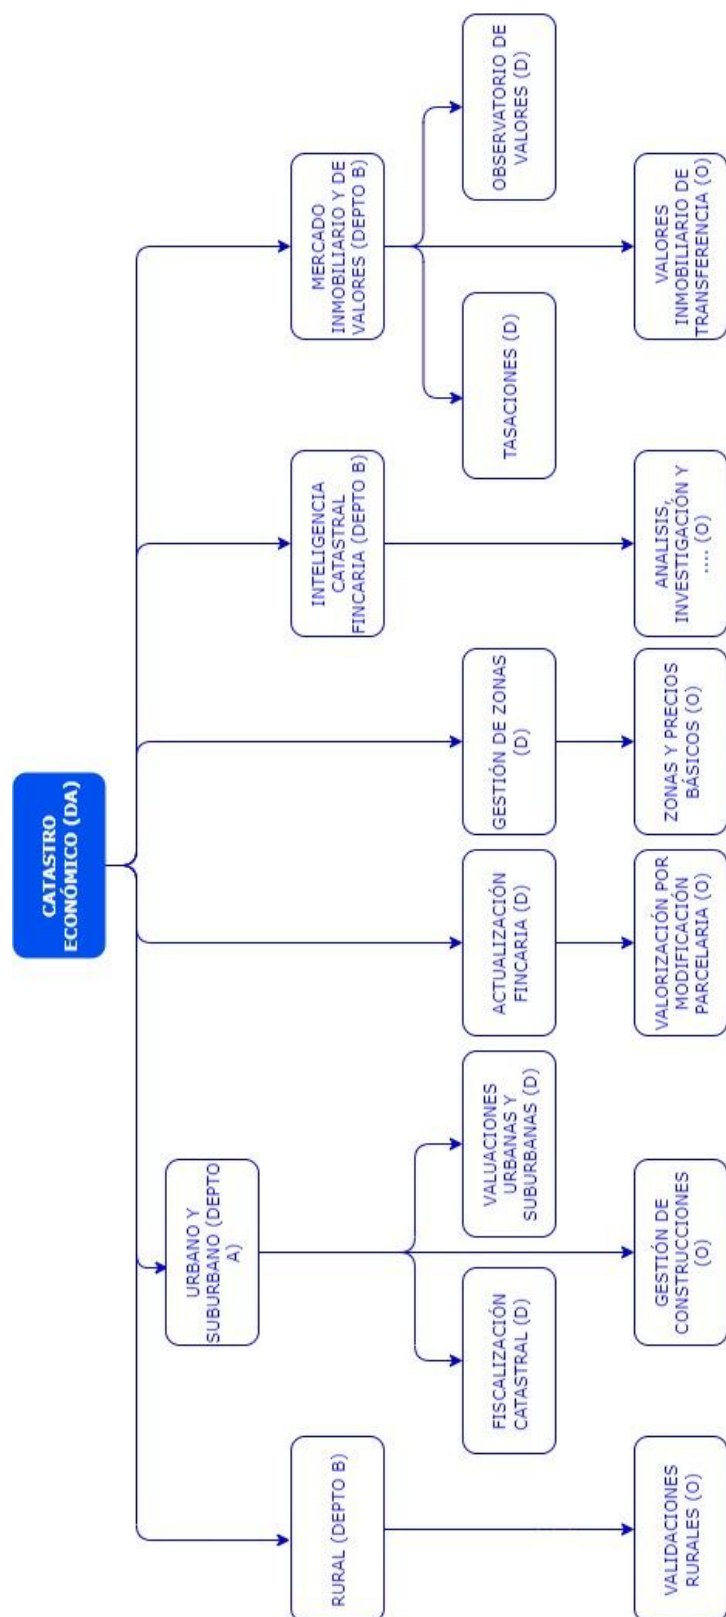 CATASTRO
ECONÓMICO (DA)
RURAL (DEPTO B)
VALIDACIONES
RURALES (O)
URBANO Y
SUBURBANO (DEPTO
A)
FISCALIZACIÓN
CATASTRAL (D)
VALUACIONES
URBANAS Y
SUBURBANAS (D)
GESTIÓN DE
CONSTRUCCIONES
(O)
ACTUALIZACIÓN
FINCARIA (D)
VALORIZACIÓN POR
MODIFICACIÓN
PARCELARIA (O)
GESTIÓN DE ZONAS
(D)
ZONAS Y PRECIOS
BÁSICOS (O)
INTELIGENCIA
CATASTRAL
FINCARIA (DEPTO B)
ANALISIS,
INVESTIGACIÓN Y
.... (O)
MERCADO
INMOBILIARIO Y DE
VALORES (DEPTO B)
TASACIONES (D)
OBSERVATORIO DE
VALORES (D)
VALORES
INMOBILIARIO DE
TRANSFERENCIA (O)